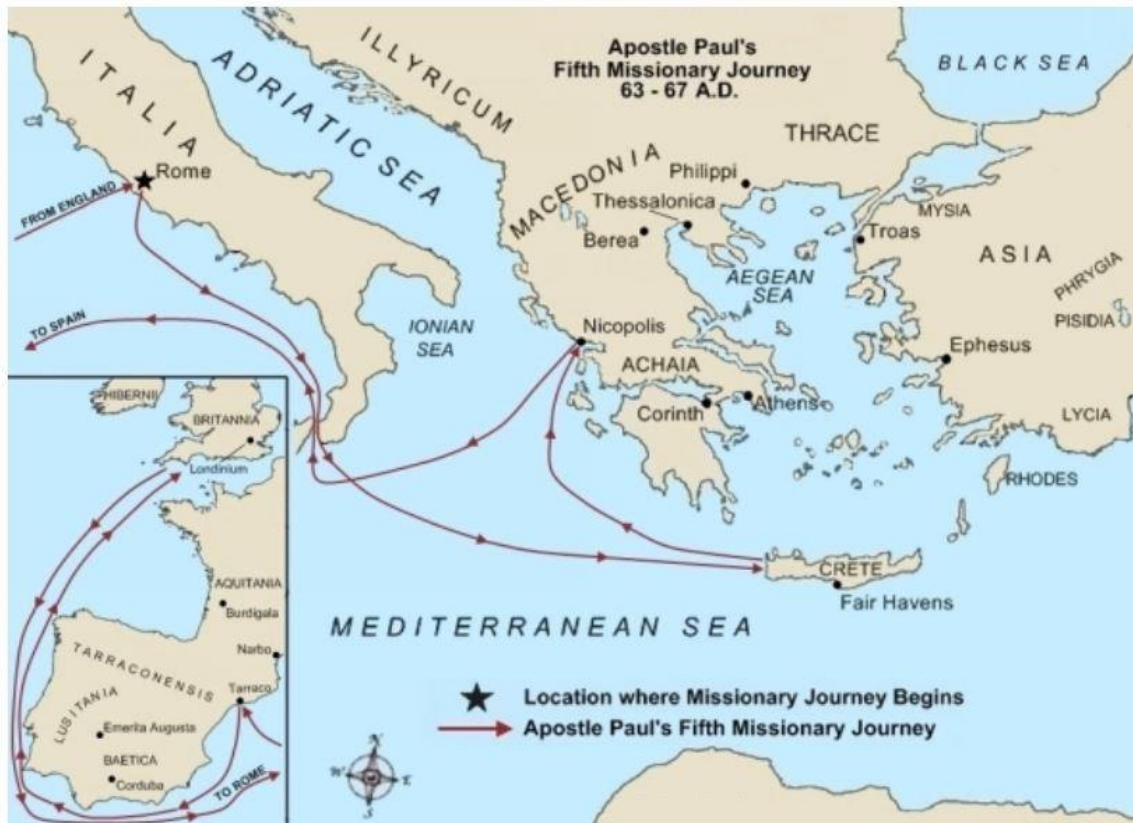 Apostle Paul's
Fifth Missionary Journey
63 - 67 A.D.
BLACK SEA
ILLYRICUM
ITALIA
ADRIATIC SEA
THRACE
MACEDONIA
Rome
Philippi
Thessalonica
Berea
MYSIA
Troas
ASIA
FROM ENGLAND
AEGEAN
SEA
PHRYGIA
PISIDIA
TO SPAIN
IONIAN
SEA
Nicopolis
Ephesus
ACHAIA
Corinth
Athens
LYCIA
RHODES
CRETE
Fair Havens
MEDITERRANEAN SEA
HIBERNII
BRITANNIA
Londinium
AQUITANIA
Burdigala
Narbo
TARRACONENSIS
Tarraco
LUSITANIA
Emerita Augusta
BAETICA
Corduba
TO ROME
Location where Missionary Journey Begins
Apostle Paul's Fifth Missionary Journey
N
W
E
S